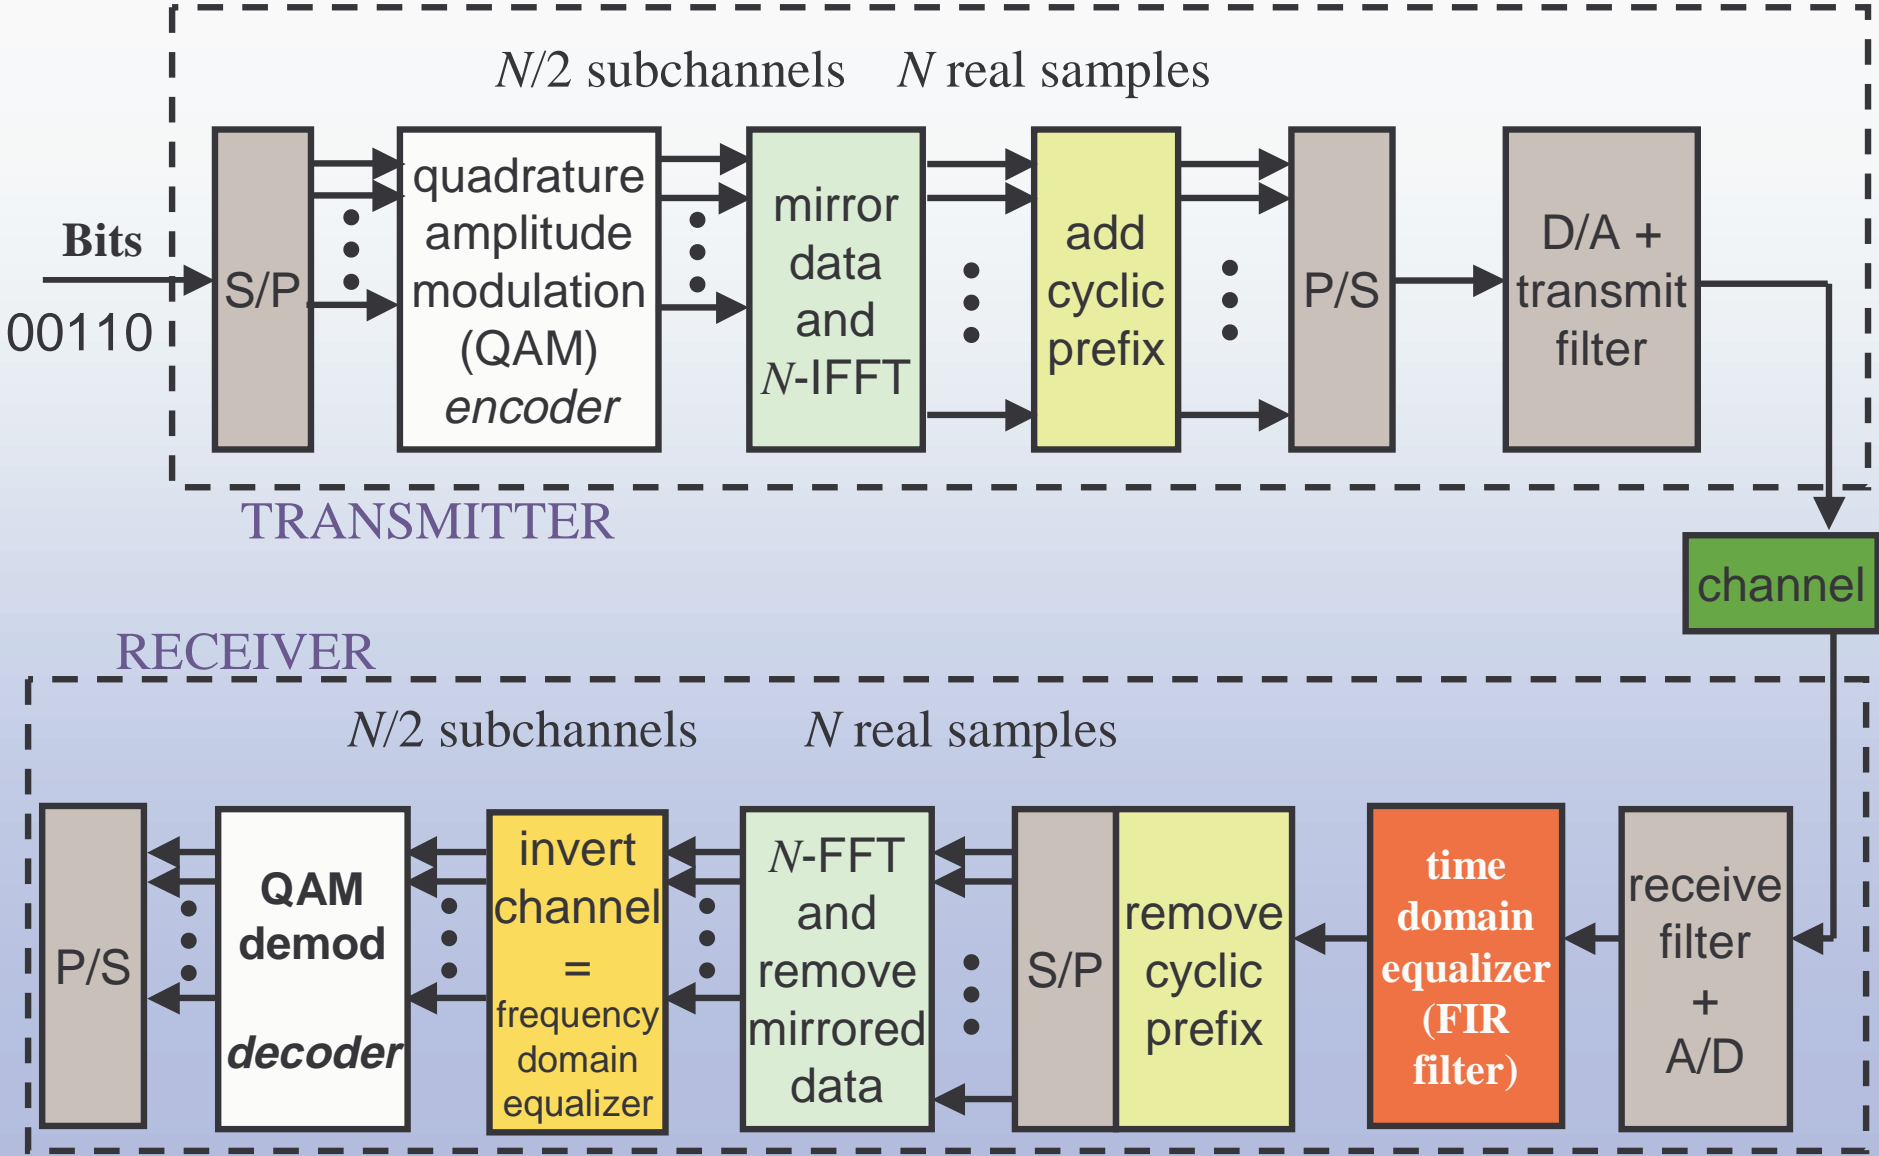 N/2 subchannels
N real samples
Bits
00110
S/P
quadrature
amplitude
modulation
(QAM)
encoder
mirror
data
and
N-IFFT
add
cyclic
prefix
P/S
D/A +
transmit
filter
TRANSMITTER
channel
RECEIVER
N/2 subchannels
N real samples
P/S
QAM
demod
decoder
invert
channel
=
frequency
domain
equalizer
N-FFT
and
remove
mirrored
data
S/P
remove
cyclic
prefix
time
domain
equalizer
(FIR
filter)
receive
filter
+
A/D